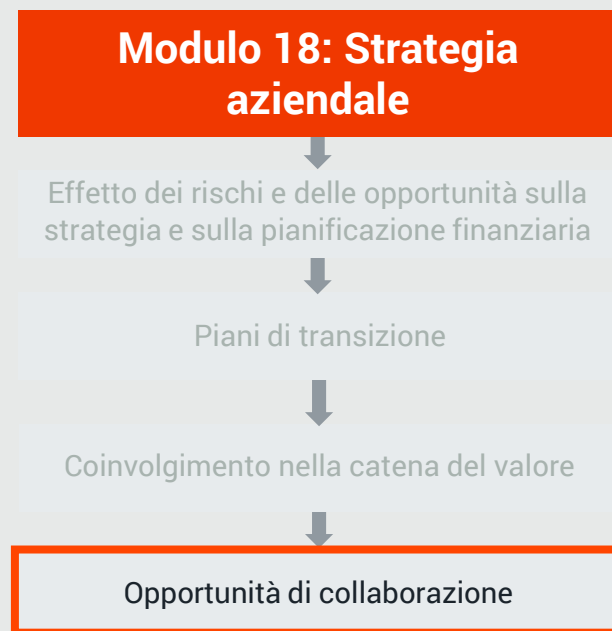 Modulo 18: Strategia
aziendale
Effetto dei rischi e delle opportunità sulla
strategia e sulla pianificazione finanziaria
Piani di transizione
Coinvolgimento nella catena del valore
Opportunità di collaborazione